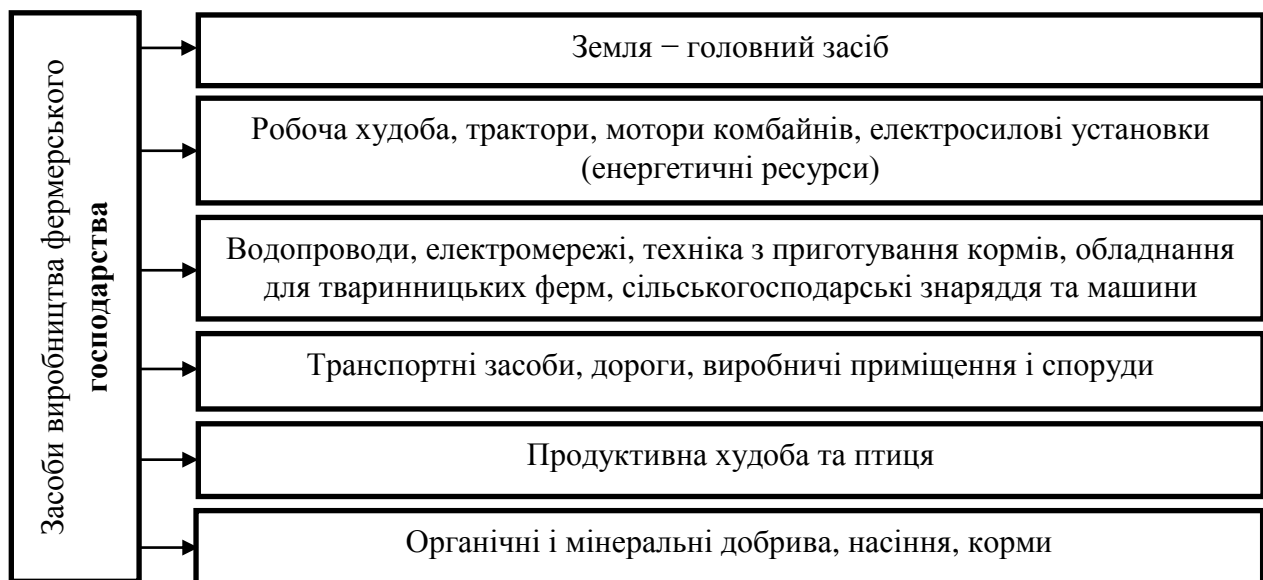 Засоби виробництва фермерського
господарства
Земля − головний засіб
Робоча худоба, трактори, мотори комбайнів, електросилові установки
(енергетичні ресурси)
Водопроводи, електромережі, техніка з приготування кормів, обладнання
для тваринницьких ферм, сільськогосподарські знаряддя та машини
Транспортні засоби, дороги, виробничі приміщення і споруди
Продуктивна худоба та птиця
Органічні і мінеральні добрива, насіння, корми